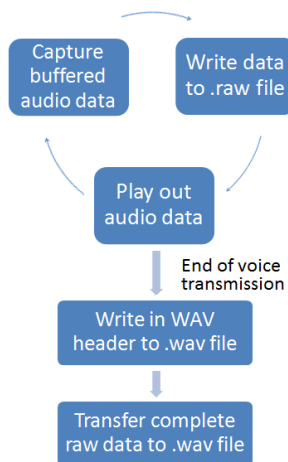 Capture
buffered
audio data
Write data
to .raw file
Play out
audio data
End of voice
transmission
Write in WAV
header to .wav file
Transfer complete
raw data to .wav file